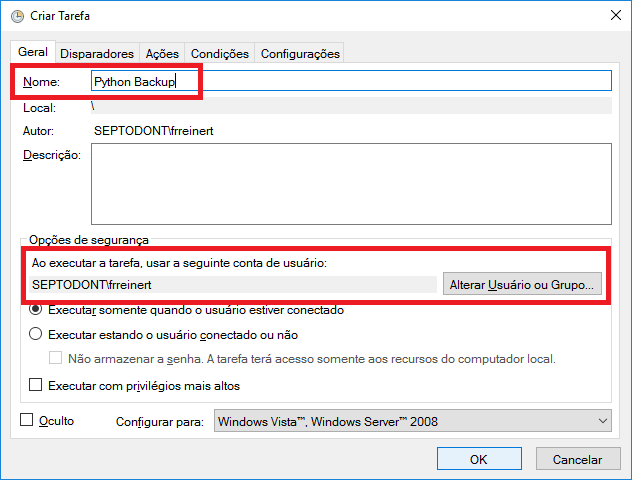 Criar Tarefa
Geral Disparadores Ações Condições Configurações
Nome: Python Backup
Local: \
Autor: SEPTODONT\frreinert
Descrição:
Opções de segurança
Ao executar a tarefa, usar a seguinte conta de usuário:
SEPTODONT\frreinert Alterar Usuário ou Grupo...
Executar somente quando o usuário estiver conectado
Executar estando o usuário conectado ou não
Não armazenar a senha. A tarefa terá acesso somente aos recursos do computador local.
Executar com privilégios mais altos
Oculto Configurar para: Windows Vista™, Windows Server™ 2008
OK Cancelar